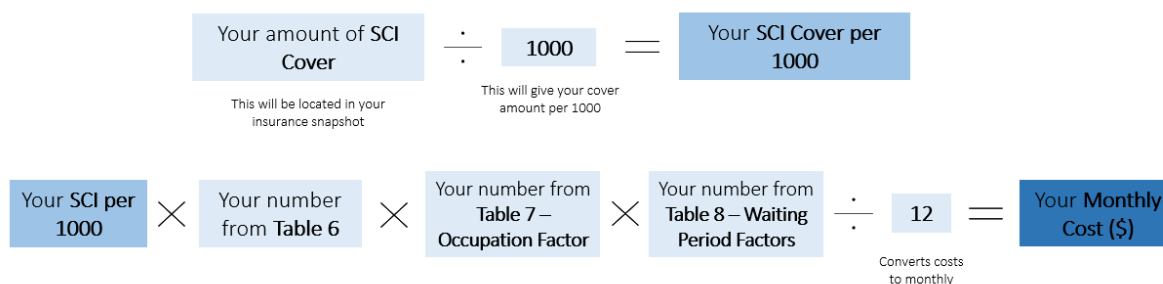 Your amount of SCI
Cover
÷
1000
=
Your SCI Cover per
1000
This will be located in your
insurance snapshot
This will give your cover
amount per 1000
Your SCI per
1000
×
Your number
from Table 6
×
Your number from
Table 7 –
Occupation Factor
×
Your number from
Table 8 – Waiting
Period Factors
÷
12
=
Your Monthly
Cost ($)
Converts costs
to monthly